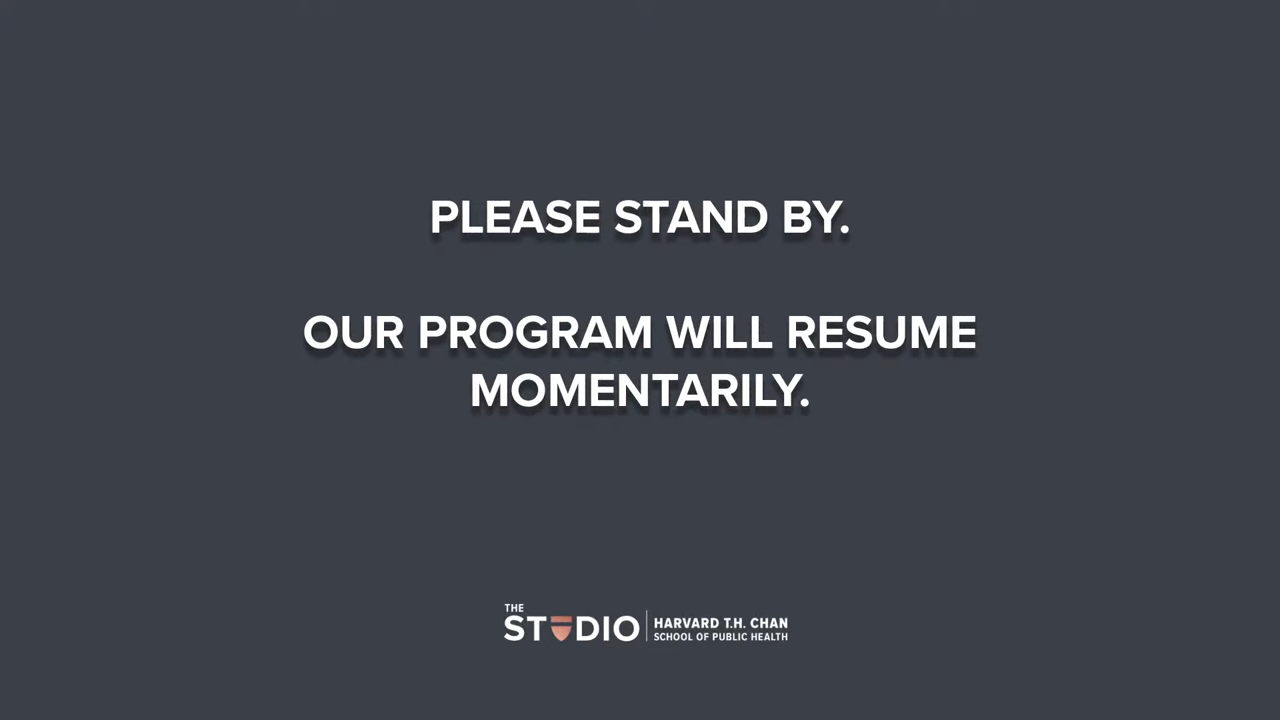 PLEASE STAND BY.
OUR PROGRAM WILL RESUME
MOMENTARILY.
THE
STUDIO
HARVARD T.H. CHAN
SCHOOL OF PUBLIC HEALTH